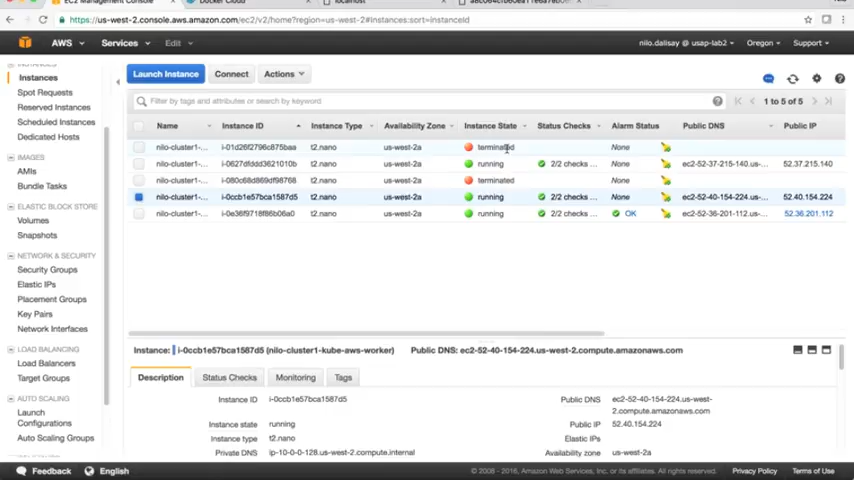 EC2 Management Console
Docker Cloud
localhost
https://us-west-2.console.aws.amazon.com/ec2/v2/home?region=us-west-2#Instances:sort=instanceId
AWS
Services
Edit
nilo.dalisay @ usap-lab2
Oregon
Support
INSTANCES
Instances
Spot Requests
Reserved Instances
Scheduled Instances
Dedicated Hosts
IMAGES
AMIs
Bundle Tasks
ELASTIC BLOCK STORE
Volumes
Snapshots
NETWORK & SECURITY
Security Groups
Elastic IPs
Placement Groups
Key Pairs
Network Interfaces
LOAD BALANCING
Load Balancers
Target Groups
AUTO SCALING
Launch
Configurations
Auto Scaling Groups
Launch Instance Connect Actions
Filter by tags and attributes or search by keyword 1 to 5 of 5
Name Instance ID Instance Type Availability Zone Instance State Status Checks Alarm Status Public DNS Public IP
nilo-cluster1-... i-01d26f2796c875baa t2.nano us-west-2a terminated None
nilo-cluster1-... i-0627dfddd3621010b t2.nano us-west-2a running 2/2 checks ... None ec2-52-37-215-140.us-... 52.37.215.140
nilo-cluster1-... i-080c68d869df98768 t2.nano us-west-2a terminated None
nilo-cluster1-... i-0ccb1e57bca1587d5 t2.nano us-west-2a running 2/2 checks ... None ec2-52-40-154-224.us-... 52.40.154.224
nilo-cluster1-... i-0e36f9718f86b06a0 t2.nano us-west-2a running 2/2 checks ... OK ec2-52-36-201-112.us-... 52.36.201.112
Instance: i-0ccb1e57bca1587d5 (nilo-cluster1-kube-aws-worker) Public DNS: ec2-52-40-154-224.us-west-2.compute.amazonaws.com
Description Status Checks Monitoring Tags
Instance ID i-0ccb1e57bca1587d5 Public DNS ec2-52-40-154-224.us-west-
2.compute.amazonaws.com
Instance state running Public IP 52.40.154.224
Instance type t2.nano Elastic IPs
Private DNS ip-10-0-0-128.us-west-2.compute.internal Availability zone us-west-2a
Feedback English © 2008 - 2016, Amazon Web Services, Inc. or its affiliates. All rights reserved. Privacy Policy Terms of Use